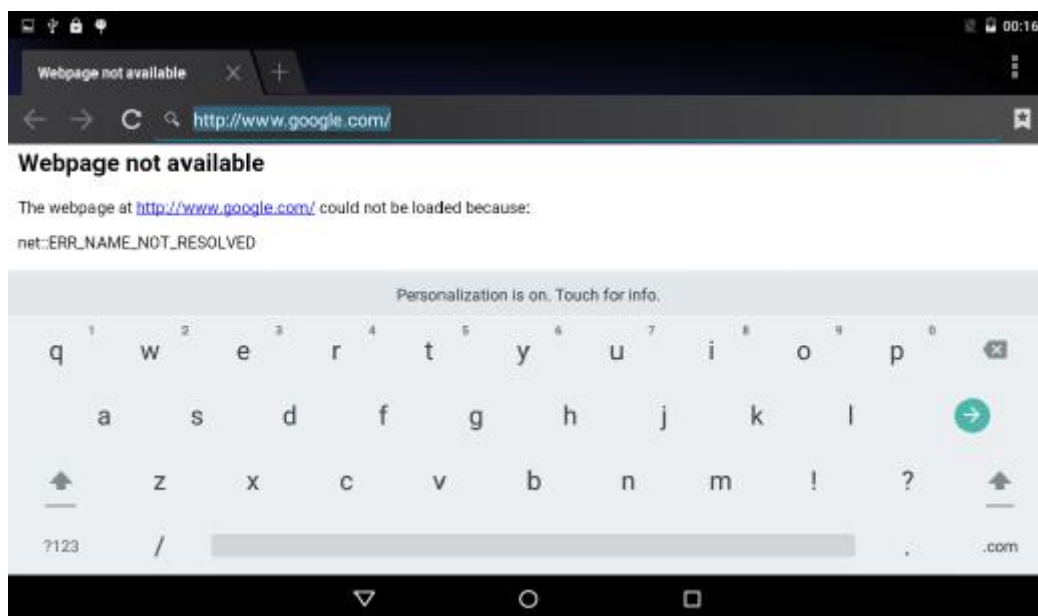 00:16
Webpage not available
http://www.google.com/
Webpage not available
The webpage at http://www.google.com/ could not be loaded because:
net::ERR_NAME_NOT_RESOLVED
Personalization is on. Touch for info.
1 2 3 4 5 6 7 8 9 0
q w e r t y u i o p
a s d f g h j k l
z x c v b n m ! ?
?123 / . .com